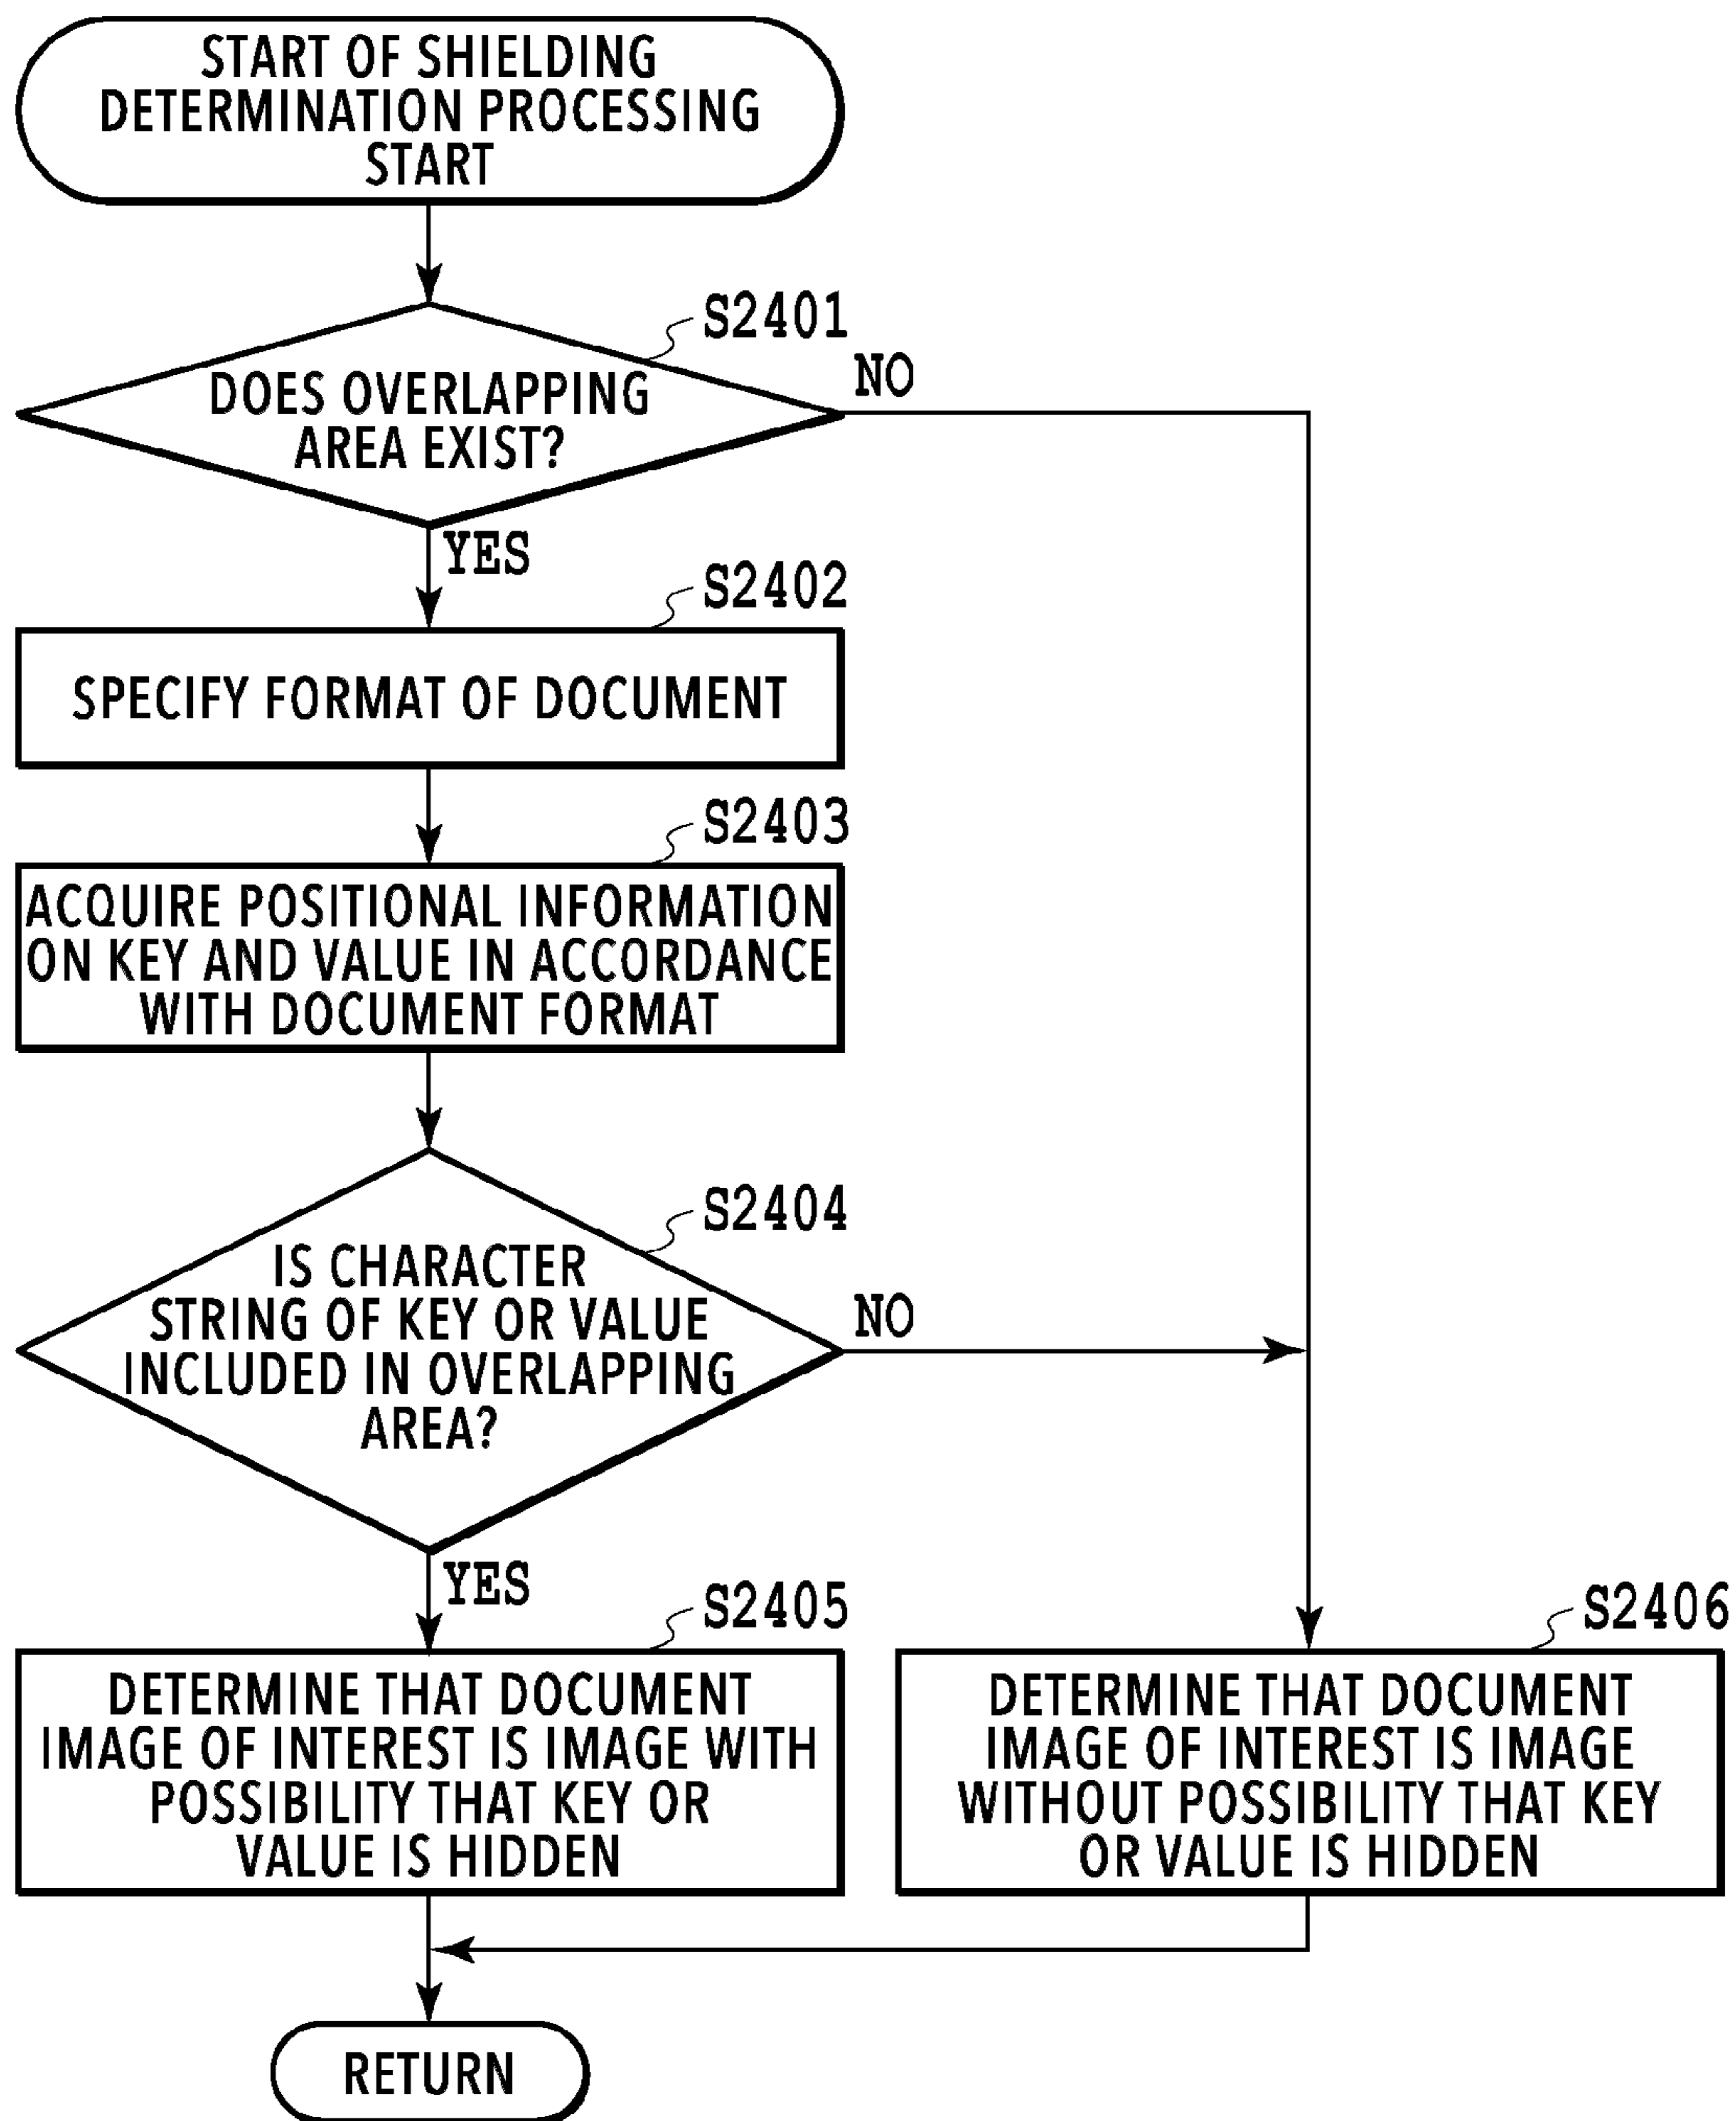 START OF SHIELDING
DETERMINATION PROCESSING
START
S2401
DOES OVERLAPPING
AREA EXIST?
NO
YES
S2402
SPECIFY FORMAT OF DOCUMENT
S2403
ACQUIRE POSITIONAL INFORMATION
ON KEY AND VALUE IN ACCORDANCE
WITH DOCUMENT FORMAT
S2404
IS CHARACTER
STRING OF KEY OR VALUE
INCLUDED IN OVERLAPPING
AREA?
NO
YES
S2405
DETERMINE THAT DOCUMENT
IMAGE OF INTEREST IS IMAGE WITH
POSSIBILITY THAT KEY OR
VALUE IS HIDDEN
S2406
DETERMINE THAT DOCUMENT
IMAGE OF INTEREST IS IMAGE
WITHOUT POSSIBILITY THAT KEY
OR VALUE IS HIDDEN
RETURN